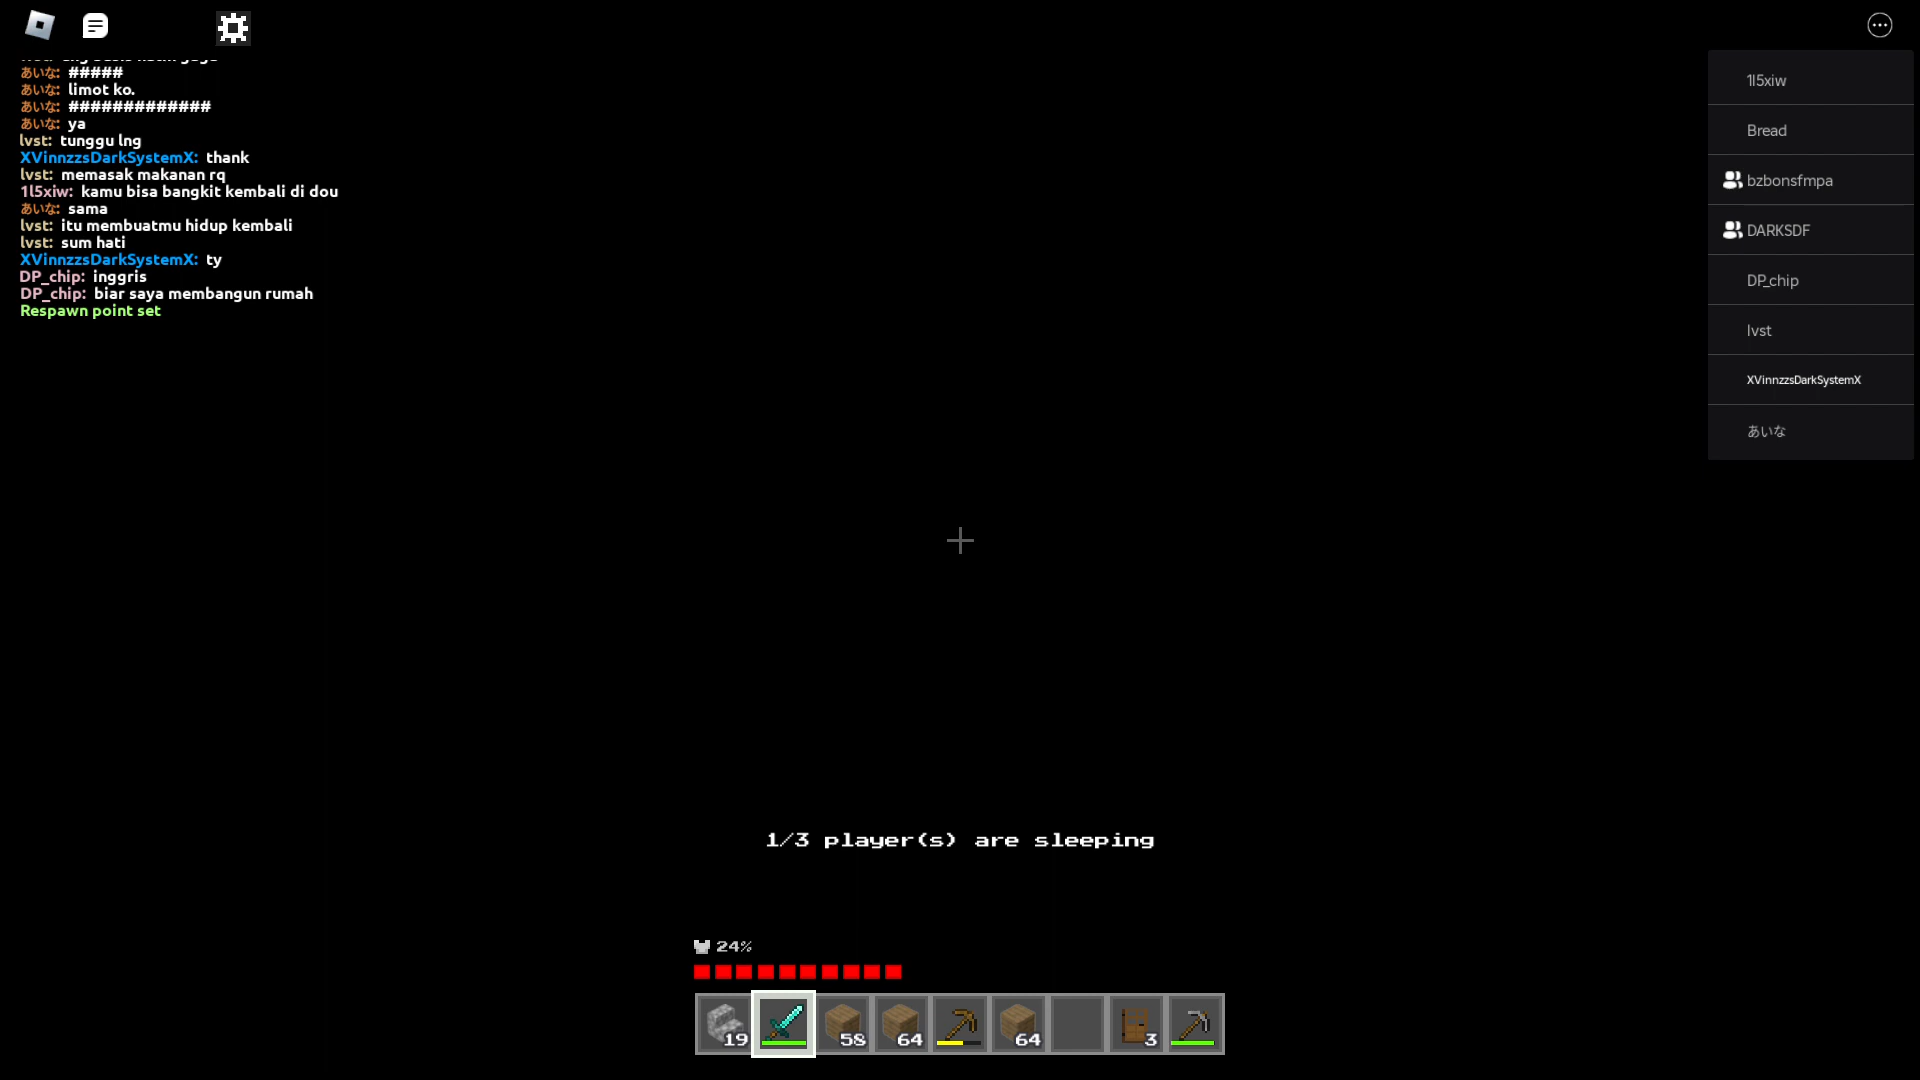 あいな: #####
あいな: limot ko.
あいな: #############
あいな: ya
lvst: tunggu lng
XVinnzzsDarkSystemX: thank
lvst: memasak makanan rq
1l5xiw: kamu bisa bangkit kembali di dou
あいな: sama
lvst: itu membuatmu hidup kembali
lvst: sum hati
XVinnzzsDarkSystemX: ty
DP_chip: inggris
DP_chip: biar saya membangun rumah
Respawn point set
1l5xiw
Bread
bzbonsfmpa
DARKSDF
DP_chip
lvst
XVinnzzsDarkSystemX
あいな
1/3 player(s) are sleeping
24%
19 58 64 64 3